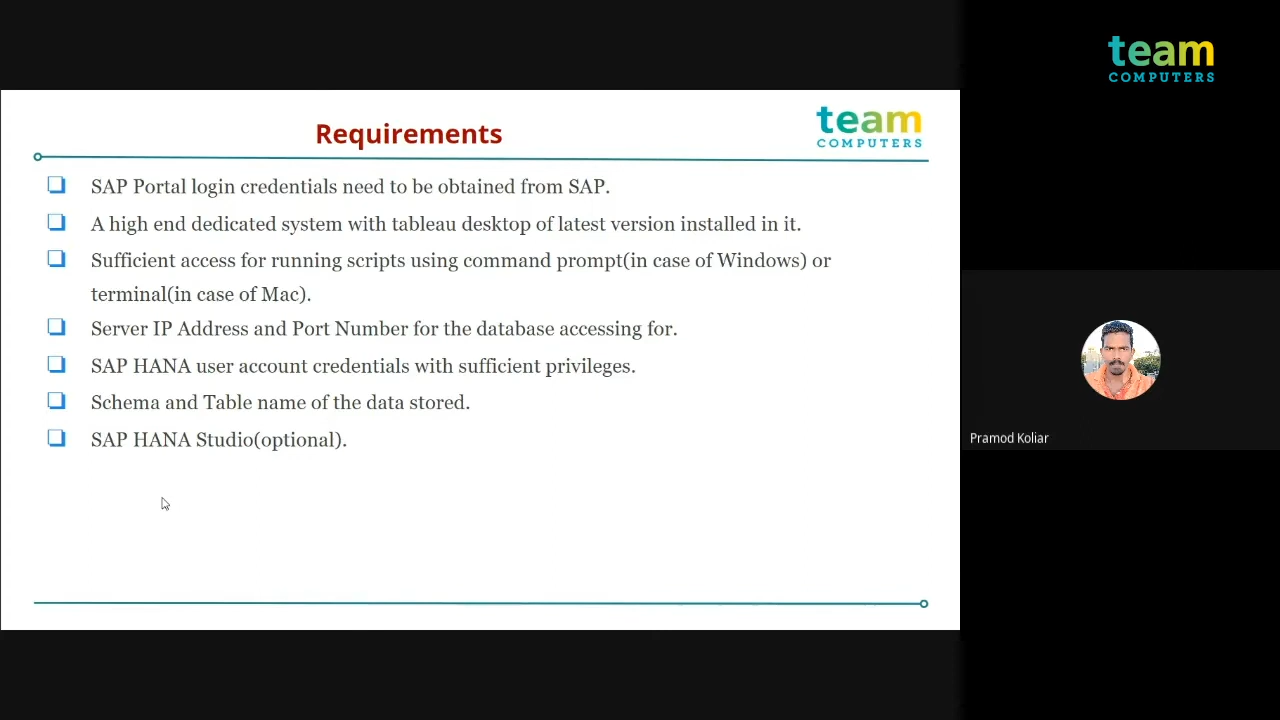 team
COMPUTERS
Requirements
team
COMPUTERS
SAP Portal login credentials need to be obtained from SAP.
A high end dedicated system with tableau desktop of latest version installed in it.
Sufficient access for running scripts using command prompt(in case of Windows) or
terminal(in case of Mac).
Server IP Address and Port Number for the database accessing for.
SAP HANA user account credentials with sufficient privileges.
Schema and Table name of the data stored.
SAP HANA Studio(optional).
Pramod Koliar